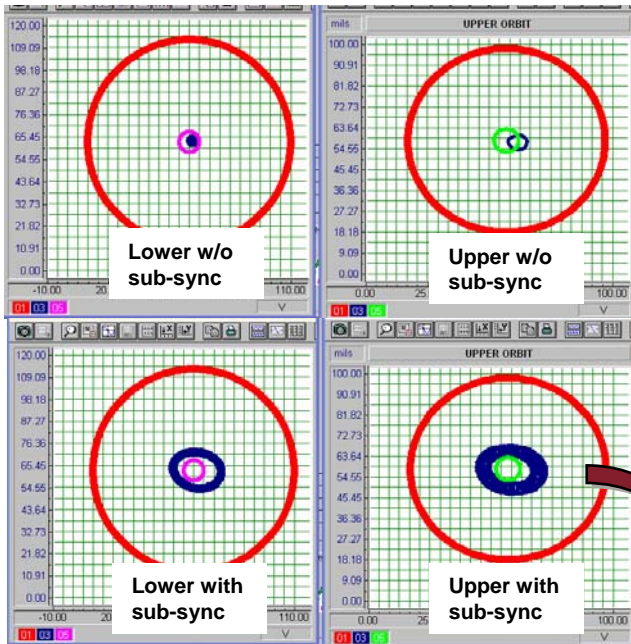 mils UPPER ORBIT
120.00
109.09
98.18
87.27
76.36
65.45
54.55
43.64
32.73
21.82
10.91
0.00
-10.00 20 110.00
01 03 05 V
Lower w/o
sub-sync
100.00
90.91
81.82
72.73
63.64
54.55
45.45
36.36
27.27
18.18
9.09
0.00
0.00 25 100.00
01 03 05 V
Upper w/o
sub-sync
120.00
109.09
98.18
87.27
76.36
65.45
54.55
43.64
32.73
21.82
10.91
0.00
-10.00 20 110.00
01 03 05 V
Lower with
sub-sync
mils UPPER ORBIT
100.00
90.91
81.82
72.73
63.64
54.55
45.45
36.36
27.27
18.18
9.09
0.00
0.00 25 100.00
01 03 05 V
Upper with
sub-sync